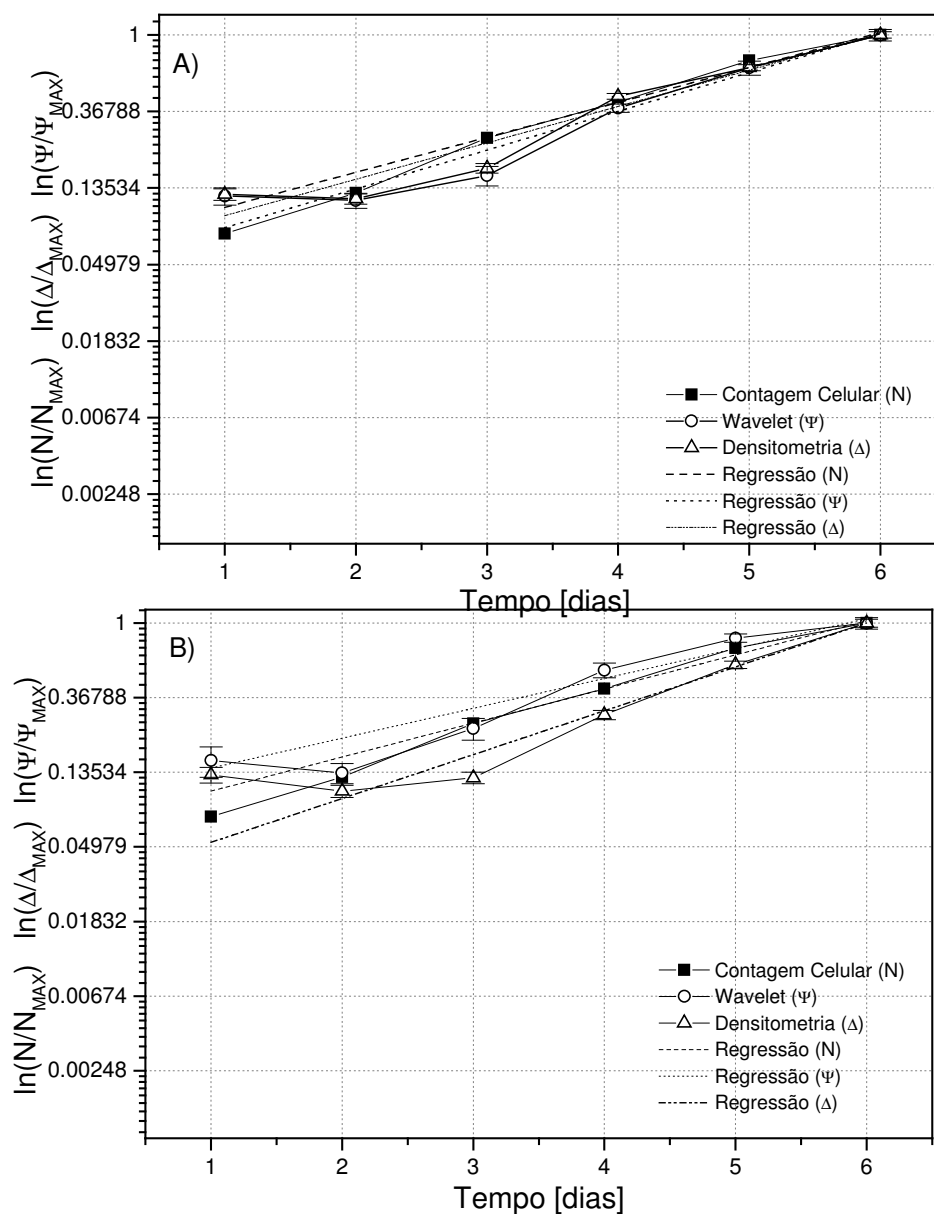 A)
1
0.36788
0.13534
0.04979
0.01832
0.00674
0.00248
ln(N/N_MAX) ln(Δ/Δ_MAX) ln(Ψ/Ψ_MAX)
Contagem Celular (N)
Wavelet (Ψ)
Densitometria (Δ)
Regressão (N)
Regressão (Ψ)
Regressão (Δ)
1 2 3 4 5 6
Tempo [dias]
B)
1
0.36788
0.13534
0.04979
0.01832
0.00674
0.00248
ln(N/N_MAX) ln(Δ/Δ_MAX) ln(Ψ/Ψ_MAX)
Contagem Celular (N)
Wavelet (Ψ)
Densitometria (Δ)
Regressão (N)
Regressão (Ψ)
Regressão (Δ)
1 2 3 4 5 6
Tempo [dias]